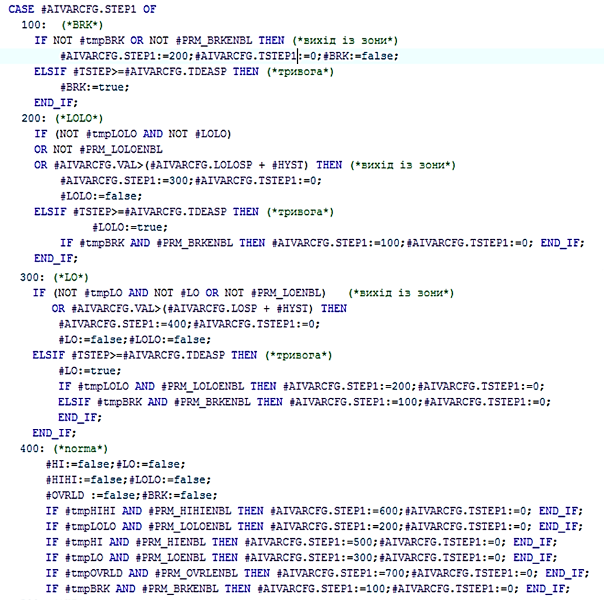 CASE #AIVARCFG.STEP1 OF
100: (*BRK*)
IF NOT #tmpBRK OR NOT #PRM_BRKENBL THEN (*вихід із зони*)
#AIVARCFG.STEP1:=200;#AIVARCFG.TSTEP1:=0;#BRK:=false;
ELSIF #TSTEP>=#AIVARCFG.TDEASP THEN (*тривога*)
#BRK:=true;
END_IF;
200: (*LOLO*)
IF (NOT #tmpLOLO AND NOT #LOLO)
OR NOT #PRM_LOLOENBL
OR #AIVARCFG.VAL>(#AIVARCFG.LOLOSP + #HYST) THEN (*вихід із зони*)
#AIVARCFG.STEP1:=300;#AIVARCFG.TSTEP1:=0;
#LOLO:=false;
ELSIF #TSTEP>=#AIVARCFG.TDEASP THEN (*тривога*)
#LOLO:=true;
IF #tmpBRK AND #PRM_BRKENBL THEN #AIVARCFG.STEP1:=100;#AIVARCFG.TSTEP1:=0; END_IF;
END_IF;
300: (*LO*)
IF (NOT #tmpLO AND NOT #LO OR NOT #PRM_LOENBL) (*вихід із зони*)
OR #AIVARCFG.VAL>(#AIVARCFG.LOSP + #HYST) THEN
#AIVARCFG.STEP1:=400;#AIVARCFG.TSTEP1:=0;
#LO:=false;#LOLO:=false;
ELSIF #TSTEP>=#AIVARCFG.TDEASP THEN (*тривога*)
#LO:=true;
IF #tmpLOLO AND #PRM_LOLOENBL THEN #AIVARCFG.STEP1:=200;#AIVARCFG.TSTEP1:=0;
ELSIF #tmpBRK AND #PRM_BRKENBL THEN #AIVARCFG.STEP1:=100;#AIVARCFG.TSTEP1:=0;
END_IF;
END_IF;
400: (*norma*)
#HI:=false;#LO:=false;
#HIHI:=false;#LOLO:=false;
#OVRLD :=false;#BRK:=false;
IF #tmpHIHI AND #PRM_HIHIENBL THEN #AIVARCFG.STEP1:=600;#AIVARCFG.TSTEP1:=0; END_IF;
IF #tmpLOLO AND #PRM_LOLOENBL THEN #AIVARCFG.STEP1:=200;#AIVARCFG.TSTEP1:=0; END_IF;
IF #tmpHI AND #PRM_HIENBL THEN #AIVARCFG.STEP1:=500;#AIVARCFG.TSTEP1:=0; END_IF;
IF #tmpLO AND #PRM_LOENBL THEN #AIVARCFG.STEP1:=300;#AIVARCFG.TSTEP1:=0; END_IF;
IF #tmpOVRLD AND #PRM_OVRLENBL THEN #AIVARCFG.STEP1:=700;#AIVARCFG.TSTEP1:=0; END_IF;
IF #tmpBRK AND #PRM_BRKENBL THEN #AIVARCFG.STEP1:=100;#AIVARCFG.TSTEP1:=0; END_IF;